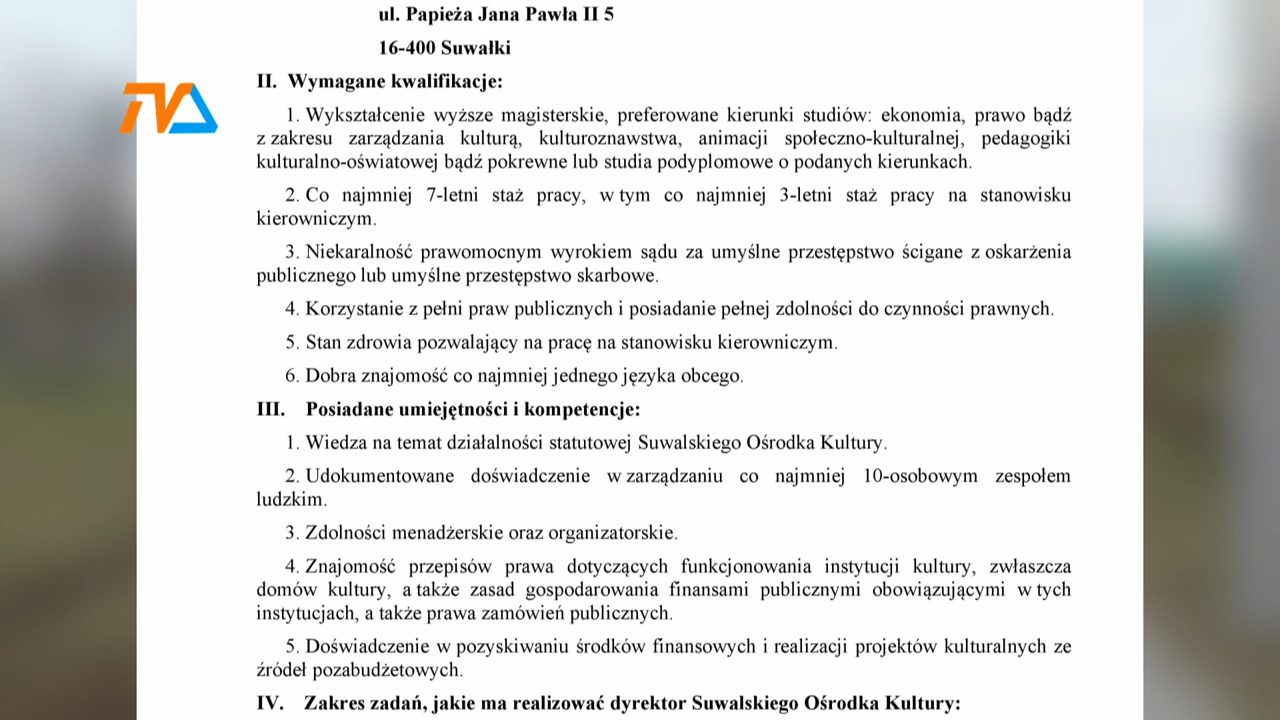 ul. Papieża Jana Pawła II 5
16-400 Suwałki
II. Wymagane kwalifikacje:
1. Wykształcenie wyższe magisterskie, preferowane kierunki studiów: ekonomia, prawo bądź
z zakresu zarządzania kulturą, kulturoznawstwa, animacji społeczno-kulturalnej, pedagogiki
kulturalno-oświatowej bądź pokrewne lub studia podyplomowe o podanych kierunkach.
2. Co najmniej 7-letni staż pracy, w tym co najmniej 3-letni staż pracy na stanowisku
kierowniczym.
3. Niekaralność prawomocnym wyrokiem sądu za umyślne przestępstwo ścigane z oskarżenia
publicznego lub umyślne przestępstwo skarbowe.
4. Korzystanie z pełni praw publicznych i posiadanie pełnej zdolności do czynności prawnych.
5. Stan zdrowia pozwalający na pracę na stanowisku kierowniczym.
6. Dobra znajomość co najmniej jednego języka obcego.
III. Posiadane umiejętności i kompetencje:
1. Wiedza na temat działalności statutowej Suwalskiego Ośrodka Kultury.
2. Udokumentowane doświadczenie w zarządzaniu co najmniej 10-osobowym zespołem
ludzkim.
3. Zdolności menadżerskie oraz organizatorskie.
4. Znajomość przepisów prawa dotyczących funkcjonowania instytucji kultury, zwłaszcza
domów kultury, a także zasad gospodarowania finansami publicznymi obowiązującymi w tych
instytucjach, a także prawa zamówień publicznych.
5. Doświadczenie w pozyskiwaniu środków finansowych i realizacji projektów kulturalnych ze
źródeł pozabudżetowych.
IV. Zakres zadań, jakie ma realizować dyrektor Suwalskiego Ośrodka Kultury: